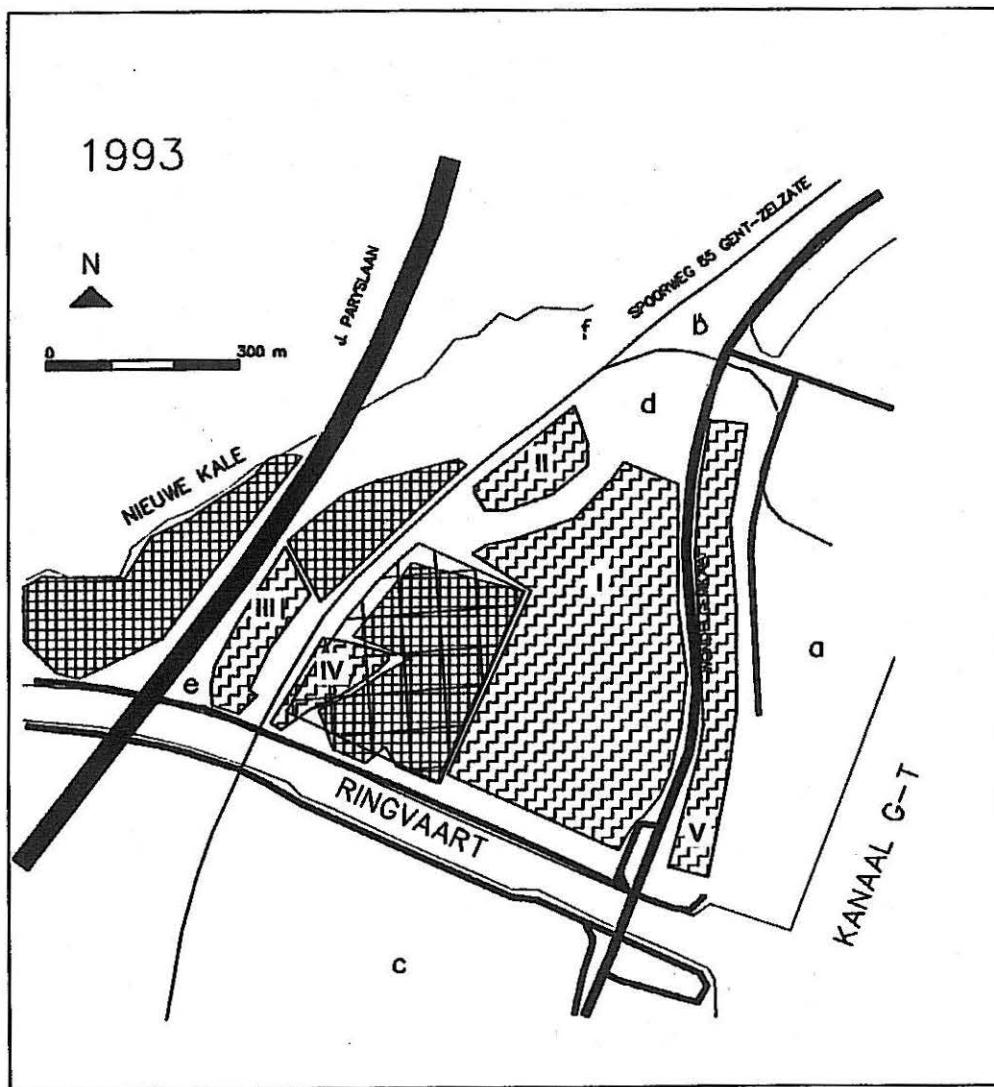 1993
N
0 300 m
J. PARYSLAAN
SPOORWEG 55 GENT-ZELZATE
f
b
d
II
NIEUWE KALE
I
III
a
IV
e
RINGVAART
V
KANAAL G-T
c